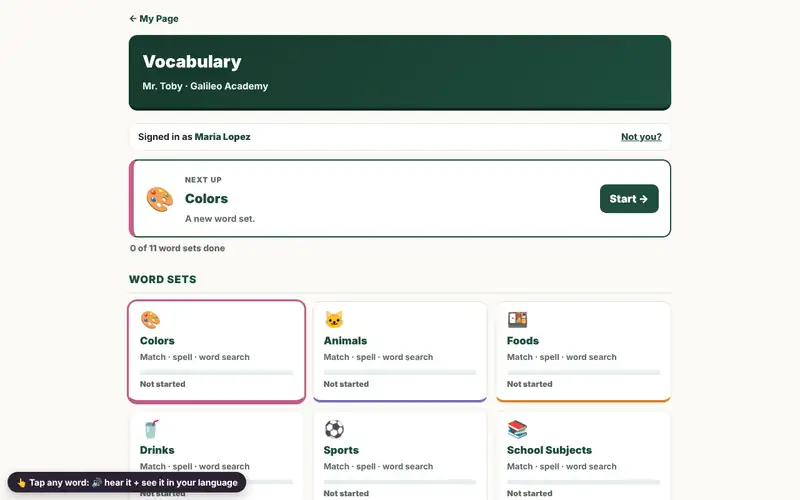 ← My Page
Vocabulary
Mr. Toby · Galileo Academy
Signed in as Maria Lopez
Not you?
NEXT UP
Colors
A new word set.
Start →
0 of 11 word sets done
WORD SETS
Colors
Match · spell · word search
Not started
Animals
Match · spell · word search
Not started
Foods
Match · spell · word search
Not started
Drinks
Match · spell · word search
Sports
Match · spell · word search
Not started
School Subjects
Match · spell · word search
Not started
👆 Tap any word: 🔊 hear it + see it in your language